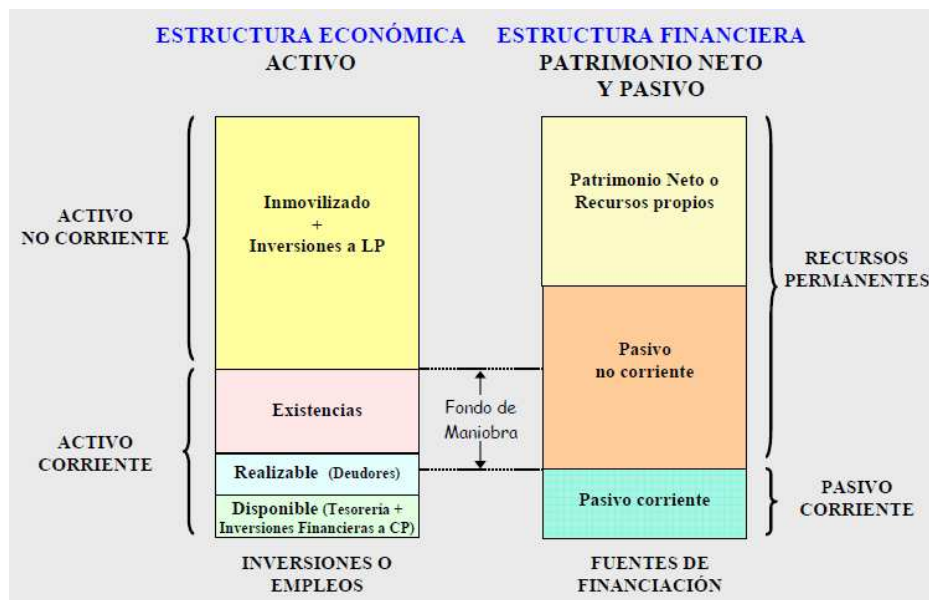 ESTRUCTURA ECONÓMICA
ACTIVO
ESTRUCTURA FINANCIERA
PATRIMONIO NETO
Y PASIVO
ACTIVO
NO CORRIENTE
Inmovilizado
+
Inversiones a LP
Patrimonio Neto o
Recursos propios
RECURSOS
PERMANENTES
Pasivo
no corriente
Existencias
Fondo de
Maniobra
ACTIVO
CORRIENTE
Realizable (Deudores)
Disponible (Tesorería +
Inversiones Financieras a CP)
Pasivo corriente
PASIVO
CORRIENTE
INVERSIONES O
EMPLEOS
FUENTES DE
FINANCIACIÓN